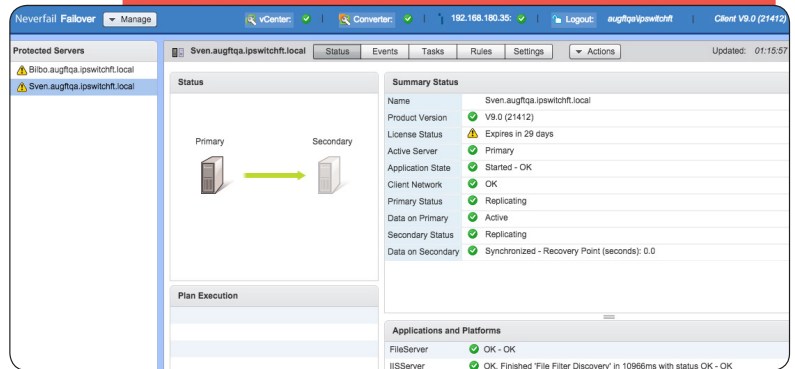 Neverfail Failover Manage vCenter: Converter: 192.168.180.35: Logout: augftqa\ipswitchft Client V9.0 (21412)
Protected Servers
Bilbo.augftqa.ipswitchft.local
Sven.augftqa.ipswitchft.local
Sven.augftqa.ipswitchft.local Status Events Tasks Rules Settings Actions Updated: 01:15:57
Status
Primary Secondary
Plan Execution
Summary Status
Name Sven.augftqa.ipswitchft.local
Product Version V9.0 (21412)
License Status Expires in 29 days
Active Server Primary
Application State Started - OK
Client Network OK
Primary Status Replicating
Data on Primary Active
Secondary Status Replicating
Data on Secondary Synchronized - Recovery Point (seconds): 0.0
Applications and Platforms
FileServer OK - OK
IISServer OK, Finished 'File Filter Discovery' in 10966ms with status OK - OK